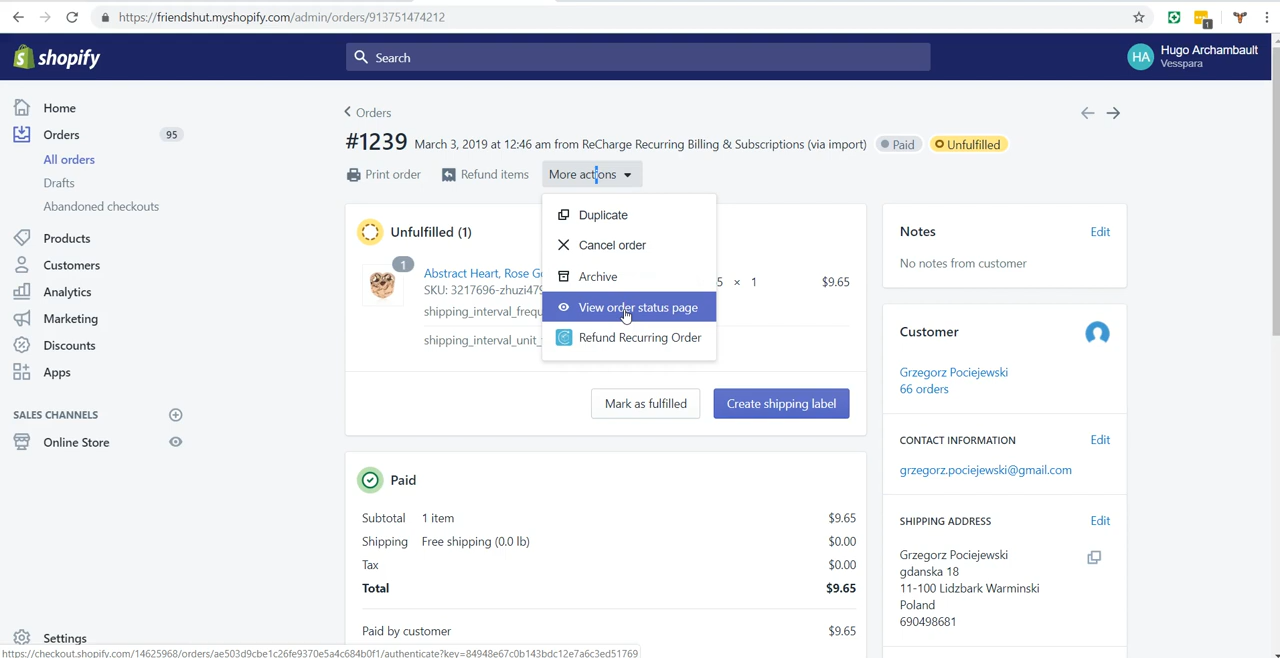 https://friendshut.myshopify.com/admin/orders/913751474212
1
shopify
Search
HA
Hugo Archambault
Vesspara
Home
Orders 95
All orders
Drafts
Abandoned checkouts
Products
Customers
Analytics
Marketing
Discounts
Apps
SALES CHANNELS
Online Store
Settings
Orders
#1239 March 3, 2019 at 12:46 am from ReCharge Recurring Billing & Subscriptions (via import) Paid Unfulfilled
Print order Refund items More actions
Duplicate
Cancel order
Archive
View order status page
Refund Recurring Order
Unfulfilled (1)
1
Abstract Heart, Rose G
5 × 1 $9.65
SKU: 3217696-zhuzi479
shipping_interval_frequ
shipping_interval_unit_
Mark as fulfilled Create shipping label
Paid
Subtotal 1 item $9.65
Shipping Free shipping (0.0 lb) $0.00
Tax $0.00
Total $9.65
Paid by customer $9.65
Notes Edit
No notes from customer
Customer
Grzegorz Pociejewski
66 orders
CONTACT INFORMATION Edit
grzegorz.pociejewski@gmail.com
SHIPPING ADDRESS Edit
Grzegorz Pociejewski
gdanska 18
11-100 Lidzbark Warminski
Poland
690498681
https://checkout.shopify.com/14625968/orders/ae503d9cbe1c26fe9370e5a4c684b0f1/authenticate?key=84948e67c0b143bdc12e7a6c3ed51769